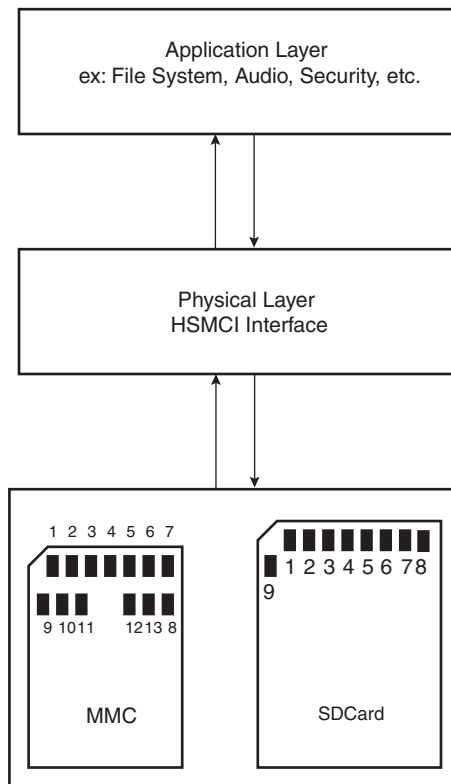 Application Layer
ex: File System, Audio, Security, etc.
Physical Layer
HSMCI Interface
1 2 3 4 5 6 7
9 10 11 12 13 8
MMC
1 2 3 4 5 6 7 8
9
SDCard